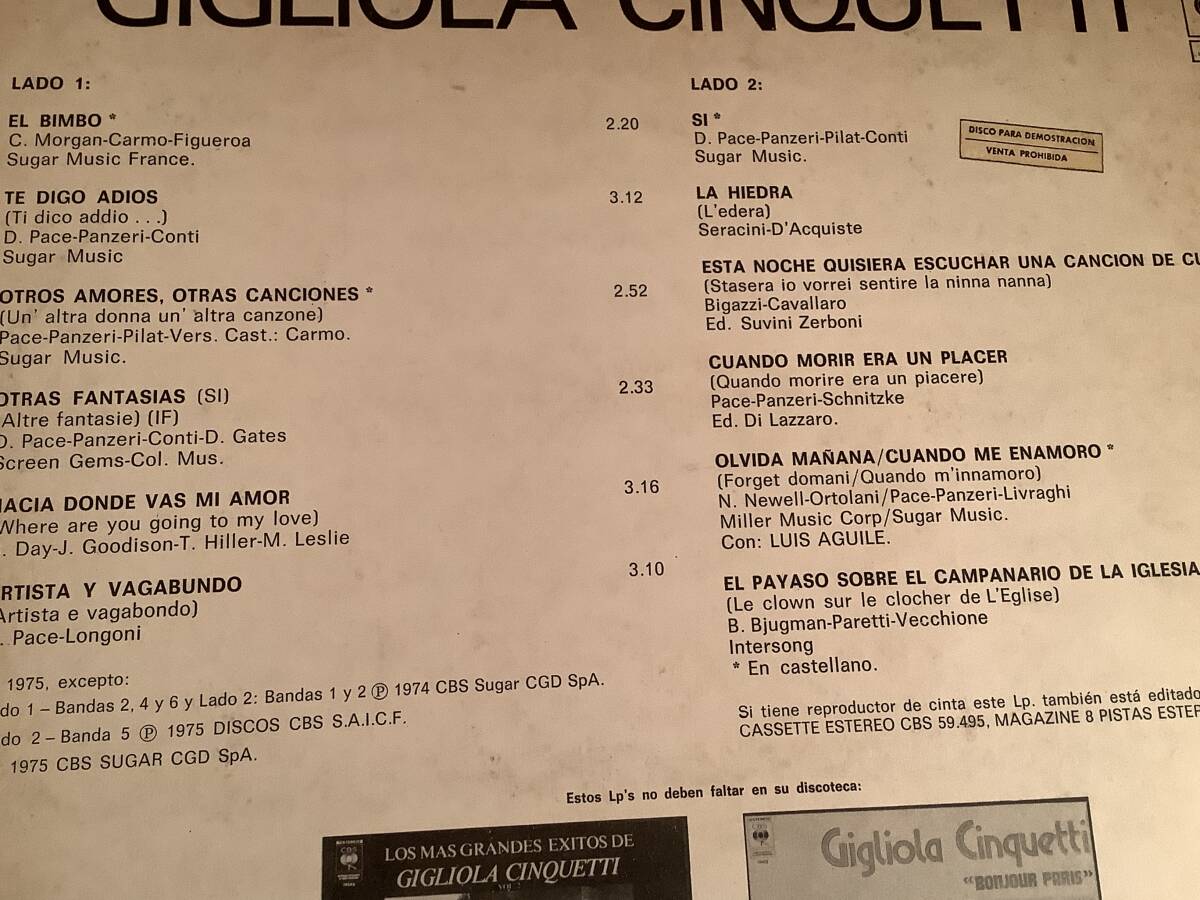 GIGLIOLA CINQUETTI
LADO 1:
EL BIMBO * 2.20
C. Morgan-Carmo-Figueroa
Sugar Music France.
TE DIGO ADIOS 3.12
(Ti dico addio . . .)
D. Pace-Panzeri-Conti
Sugar Music
OTROS AMORES, OTRAS CANCIONES * 2.52
(Un' altra donna un' altra canzone)
Pace-Panzeri-Pilat-Vers. Cast.: Carmo.
Sugar Music.
OTRAS FANTASIAS (SI) 2.33
(Altre fantasie) (IF)
D. Pace-Panzeri-Conti-D. Gates
Screen Gems-Col. Mus.
HACIA DONDE VAS MI AMOR 3.16
(Where are you going to my love)
. Day-J. Goodison-T. Hiller-M. Leslie
RTISTA Y VAGABUNDO 3.10
(Artista e vagabondo)
. Pace-Longoni
1975, excepto:
do 1 – Bandas 2, 4 y 6 y Lado 2: Bandas 1 y 2 Ⓟ 1974 CBS Sugar CGD SpA.
do 2 – Banda 5 Ⓟ 1975 DISCOS CBS S.A.I.C.F.
1975 CBS SUGAR CGD SpA.
LADO 2:
SI *
D. Pace-Panzeri-Pilat-Conti
Sugar Music.
DISCO PARA DEMOSTRACION
VENTA PROHIBIDA
LA HIEDRA
(L'edera)
Seracini-D'Acquiste
ESTA NOCHE QUISIERA ESCUCHAR UNA CANCION DE CU
(Stasera io vorrei sentire la ninna nanna)
Bigazzi-Cavallaro
Ed. Suvini Zerboni
CUANDO MORIR ERA UN PLACER
(Quando morire era un piacere)
Pace-Panzeri-Schnitzke
Ed. Di Lazzaro.
OLVIDA MAÑANA/CUANDO ME ENAMORO *
(Forget domani/Quando m'innamoro)
N. Newell-Ortolani/Pace-Panzeri-Livraghi
Miller Music Corp/Sugar Music.
Con: LUIS AGUILE.
EL PAYASO SOBRE EL CAMPANARIO DE LA IGLESIA
(Le clown sur le clocher de L'Eglise)
B. Bjugman-Paretti-Vecchione
Intersong
* En castellano.
Si tiene reproductor de cinta este Lp. también está editado
CASSETTE ESTEREO CBS 59.495, MAGAZINE 8 PISTAS ESTER
Estos Lp's no deben faltar en su discoteca:
CBS
LOS MAS GRANDES EXITOS DE
GIGLIOLA CINQUETTI
VOL. 2
Gigliola Cinquetti
«BONJOUR PARIS»